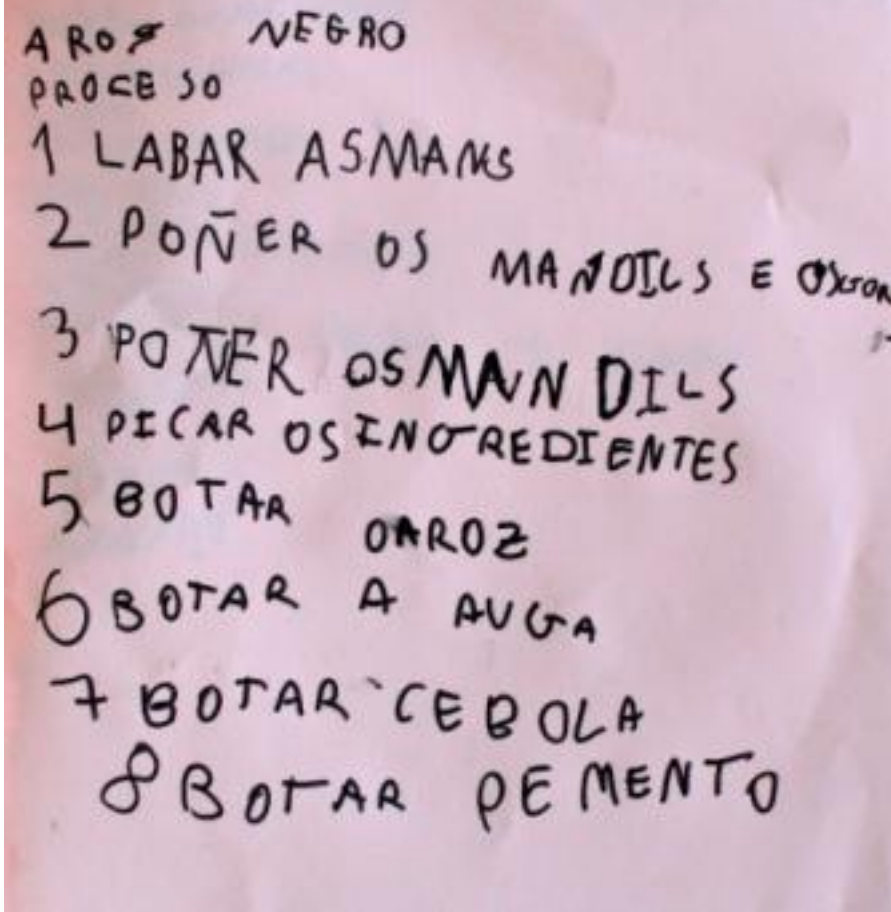 AROZ NEGRO
PROCESO
1 LABAR ASMANS
2 POÑER OS MANDILS E
3 POÑER OSMANDILS
4 PICAR OSINGREDIENTES
5 BOTAR OAROZ
6 BOTAR A AUGA
7 BOTAR CEBOLA
8 BOTAR PEMENTO